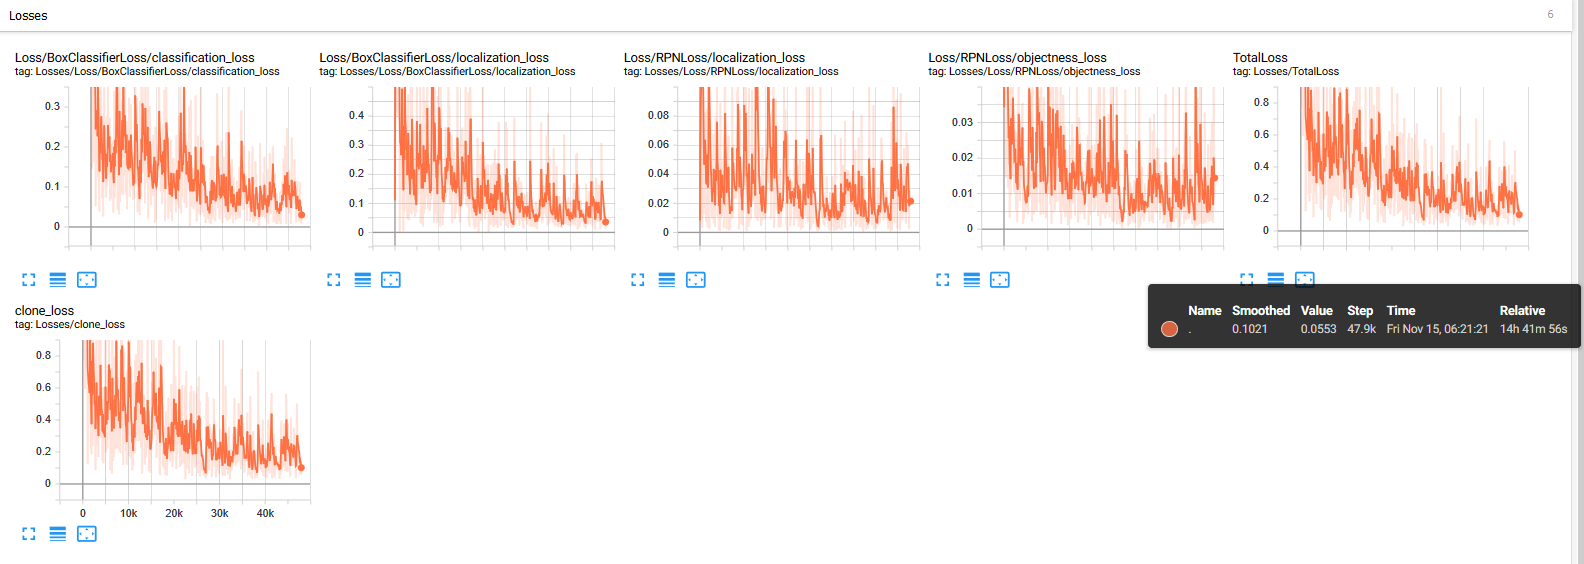 Losses
6
Loss/BoxClassifierLoss/classification_loss
tag: Losses/Loss/BoxClassifierLoss/classification_loss
0.3
0.2
0.1
0
Loss/BoxClassifierLoss/localization_loss
tag: Losses/Loss/BoxClassifierLoss/localization_loss
0.4
0.3
0.2
0.1
0
Loss/RPNLoss/localization_loss
tag: Losses/Loss/RPNLoss/localization_loss
0.08
0.06
0.04
0.02
0
Loss/RPNLoss/objectness_loss
tag: Losses/Loss/RPNLoss/objectness_loss
0.03
0.02
0.01
0
TotalLoss
tag: Losses/TotalLoss
0.8
0.6
0.4
0.2
0
Name Smoothed Value Step Time Relative
. 0.1021 0.0553 47.9k Fri Nov 15, 06:21:21 14h 41m 56s
clone_loss
tag: Losses/clone_loss
0.8
0.6
0.4
0.2
0
0 10k 20k 30k 40k